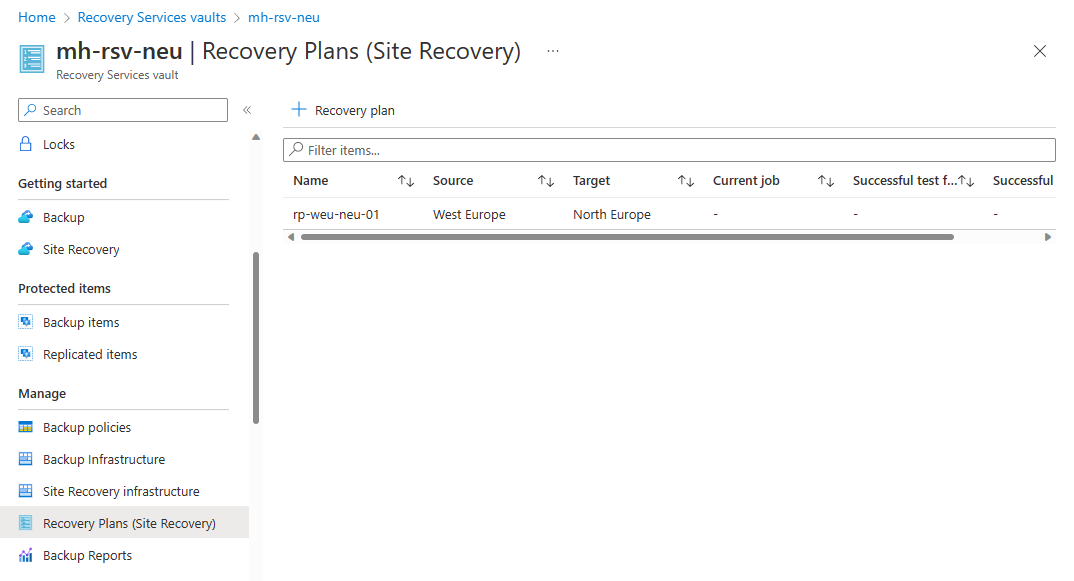 Home > Recovery Services vaults > mh-rsv-neu
mh-rsv-neu | Recovery Plans (Site Recovery) ...
Recovery Services vault
Search «
+ Recovery plan
Locks
Getting started
Backup
Site Recovery
Protected items
Backup items
Replicated items
Manage
Backup policies
Backup Infrastructure
Site Recovery infrastructure
Recovery Plans (Site Recovery)
Backup Reports
Filter items...
Name Source Target Current job Successful test f... Successful
rp-weu-neu-01 West Europe North Europe - - -